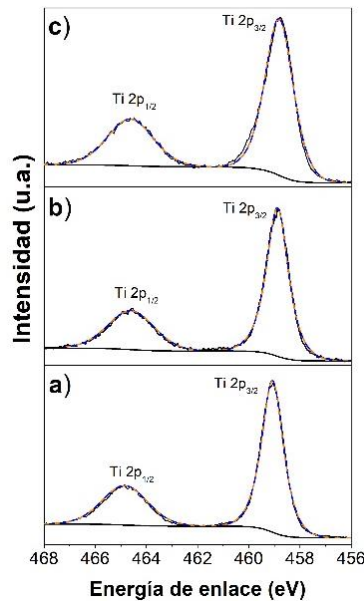 c)
Ti 2p3/2
Ti 2p1/2
b)
Ti 2p3/2
Ti 2p1/2
a)
Ti 2p3/2
Ti 2p1/2
Intensidad (u.a.)
468 466 464 462 460 458 456
Energía de enlace (eV)